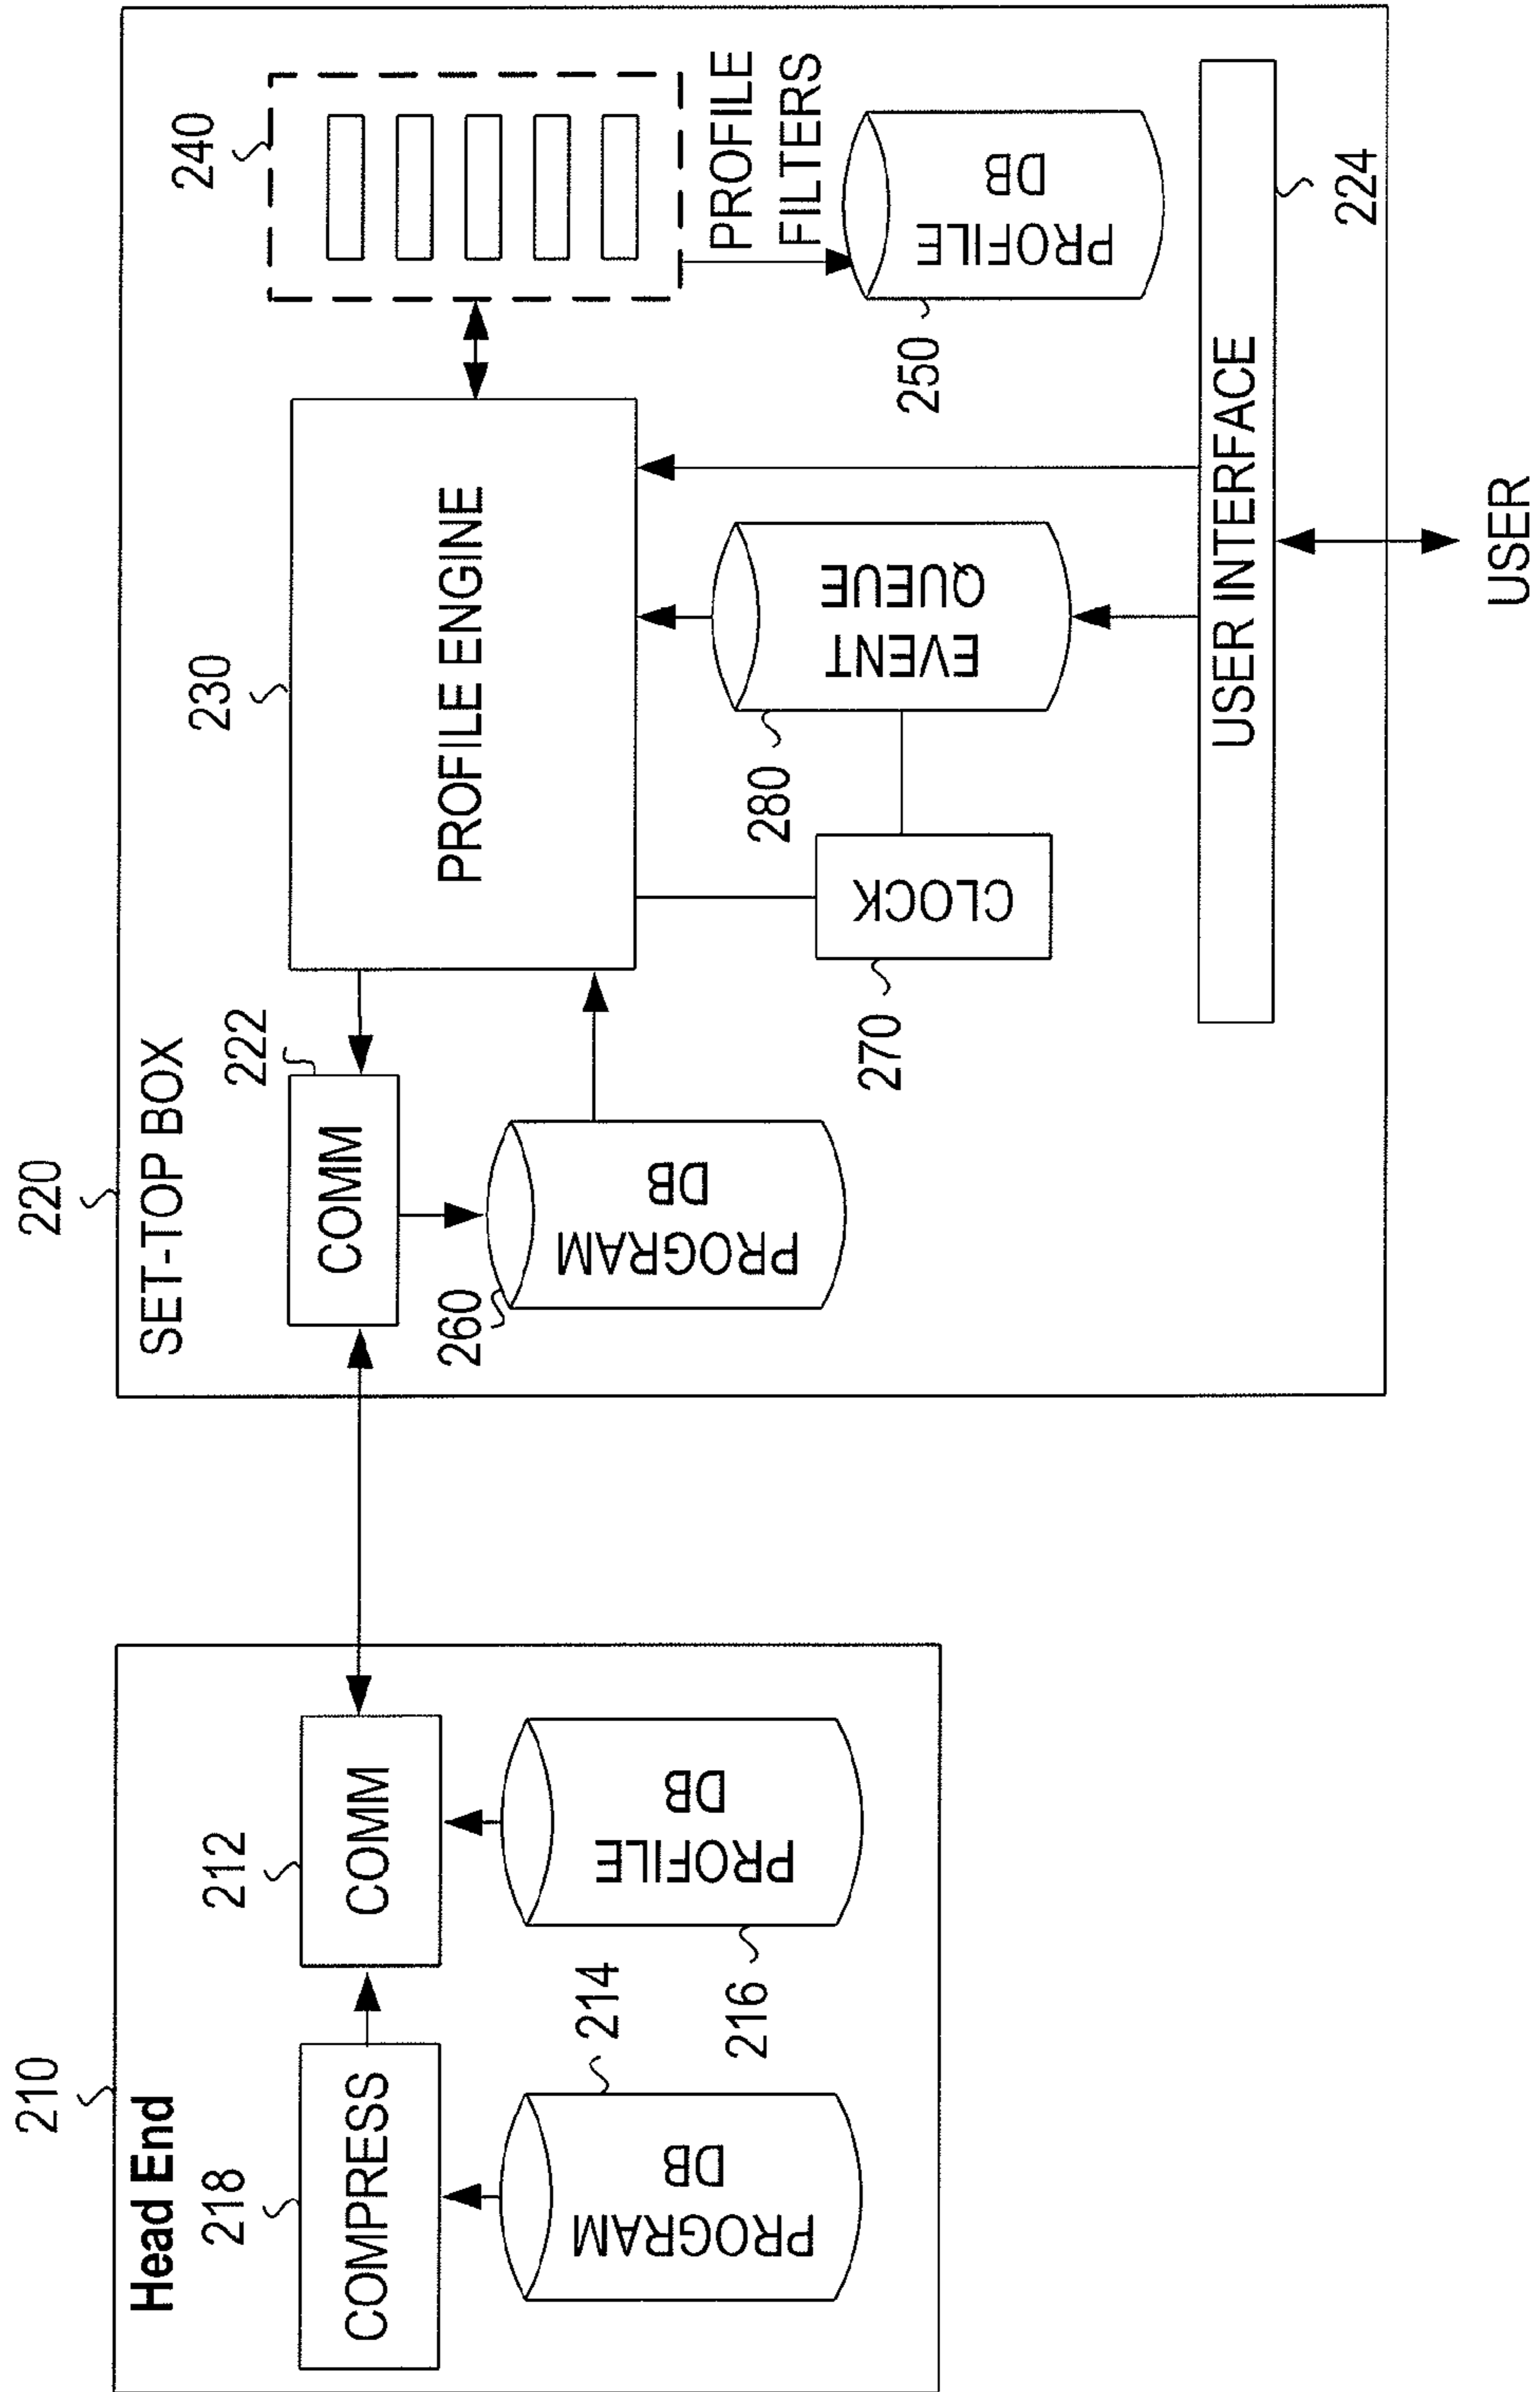 210
Head End
218
COMPRESS
212
COMM
214
PROGRAM
DB
216
PROFILE
DB
220
SET-TOP BOX
222
COMM
260
PROGRAM
DB
230
PROFILE ENGINE
240
PROFILE
FILTERS
250
PROFILE
DB
270
CLOCK
280
EVENT
QUEUE
USER INTERFACE
224
USER